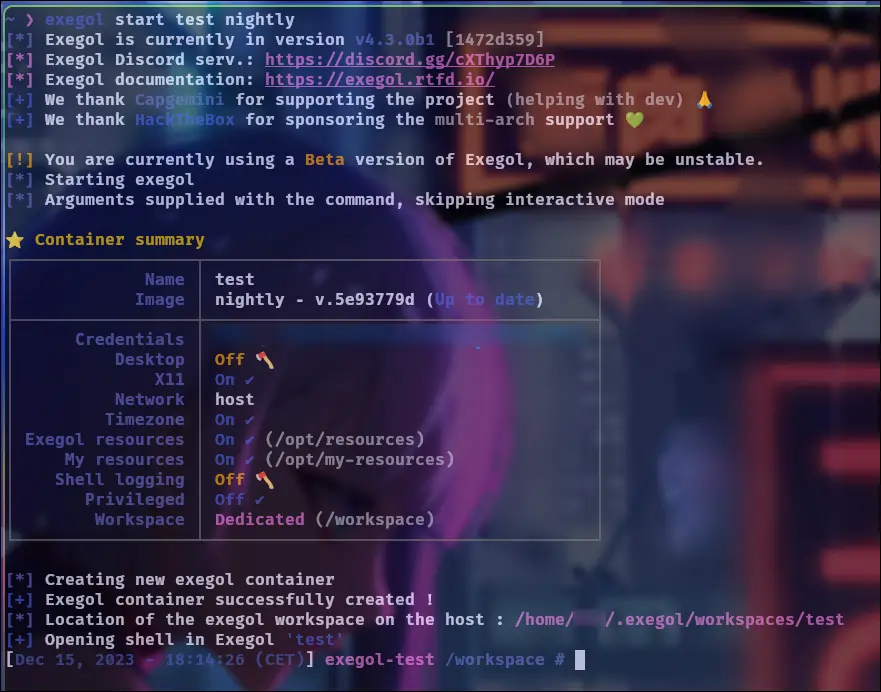 ~ ❯ exegol start test nightly
[*] Exegol is currently in version v4.3.0b1 [1472d359]
[*] Exegol Discord serv.: https://discord.gg/cXThyp7D6P
[*] Exegol documentation: https://exegol.rtfd.io/
[+] We thank Capgemini for supporting the project (helping with dev) 🙏
[+] We thank HackTheBox for sponsoring the multi-arch support 💚
[!] You are currently using a Beta version of Exegol, which may be unstable.
[*] Starting exegol
[*] Arguments supplied with the command, skipping interactive mode
⭐ Container summary
Name test
Image nightly - v.5e93779d (Up to date)
Credentials
Desktop Off 🪓
X11 On ✔
Network host
Timezone On ✔
Exegol resources On ✔ (/opt/resources)
My resources On ✔ (/opt/my-resources)
Shell logging Off 🪓
Privileged Off ✔
Workspace Dedicated (/workspace)
[*] Creating new exegol container
[+] Exegol container successfully created !
[*] Location of the exegol workspace on the host : /home/ /.exegol/workspaces/test
[+] Opening shell in Exegol 'test'
[Dec 15, 2023 - 18:14:26 (CET)] exegol-test /workspace #